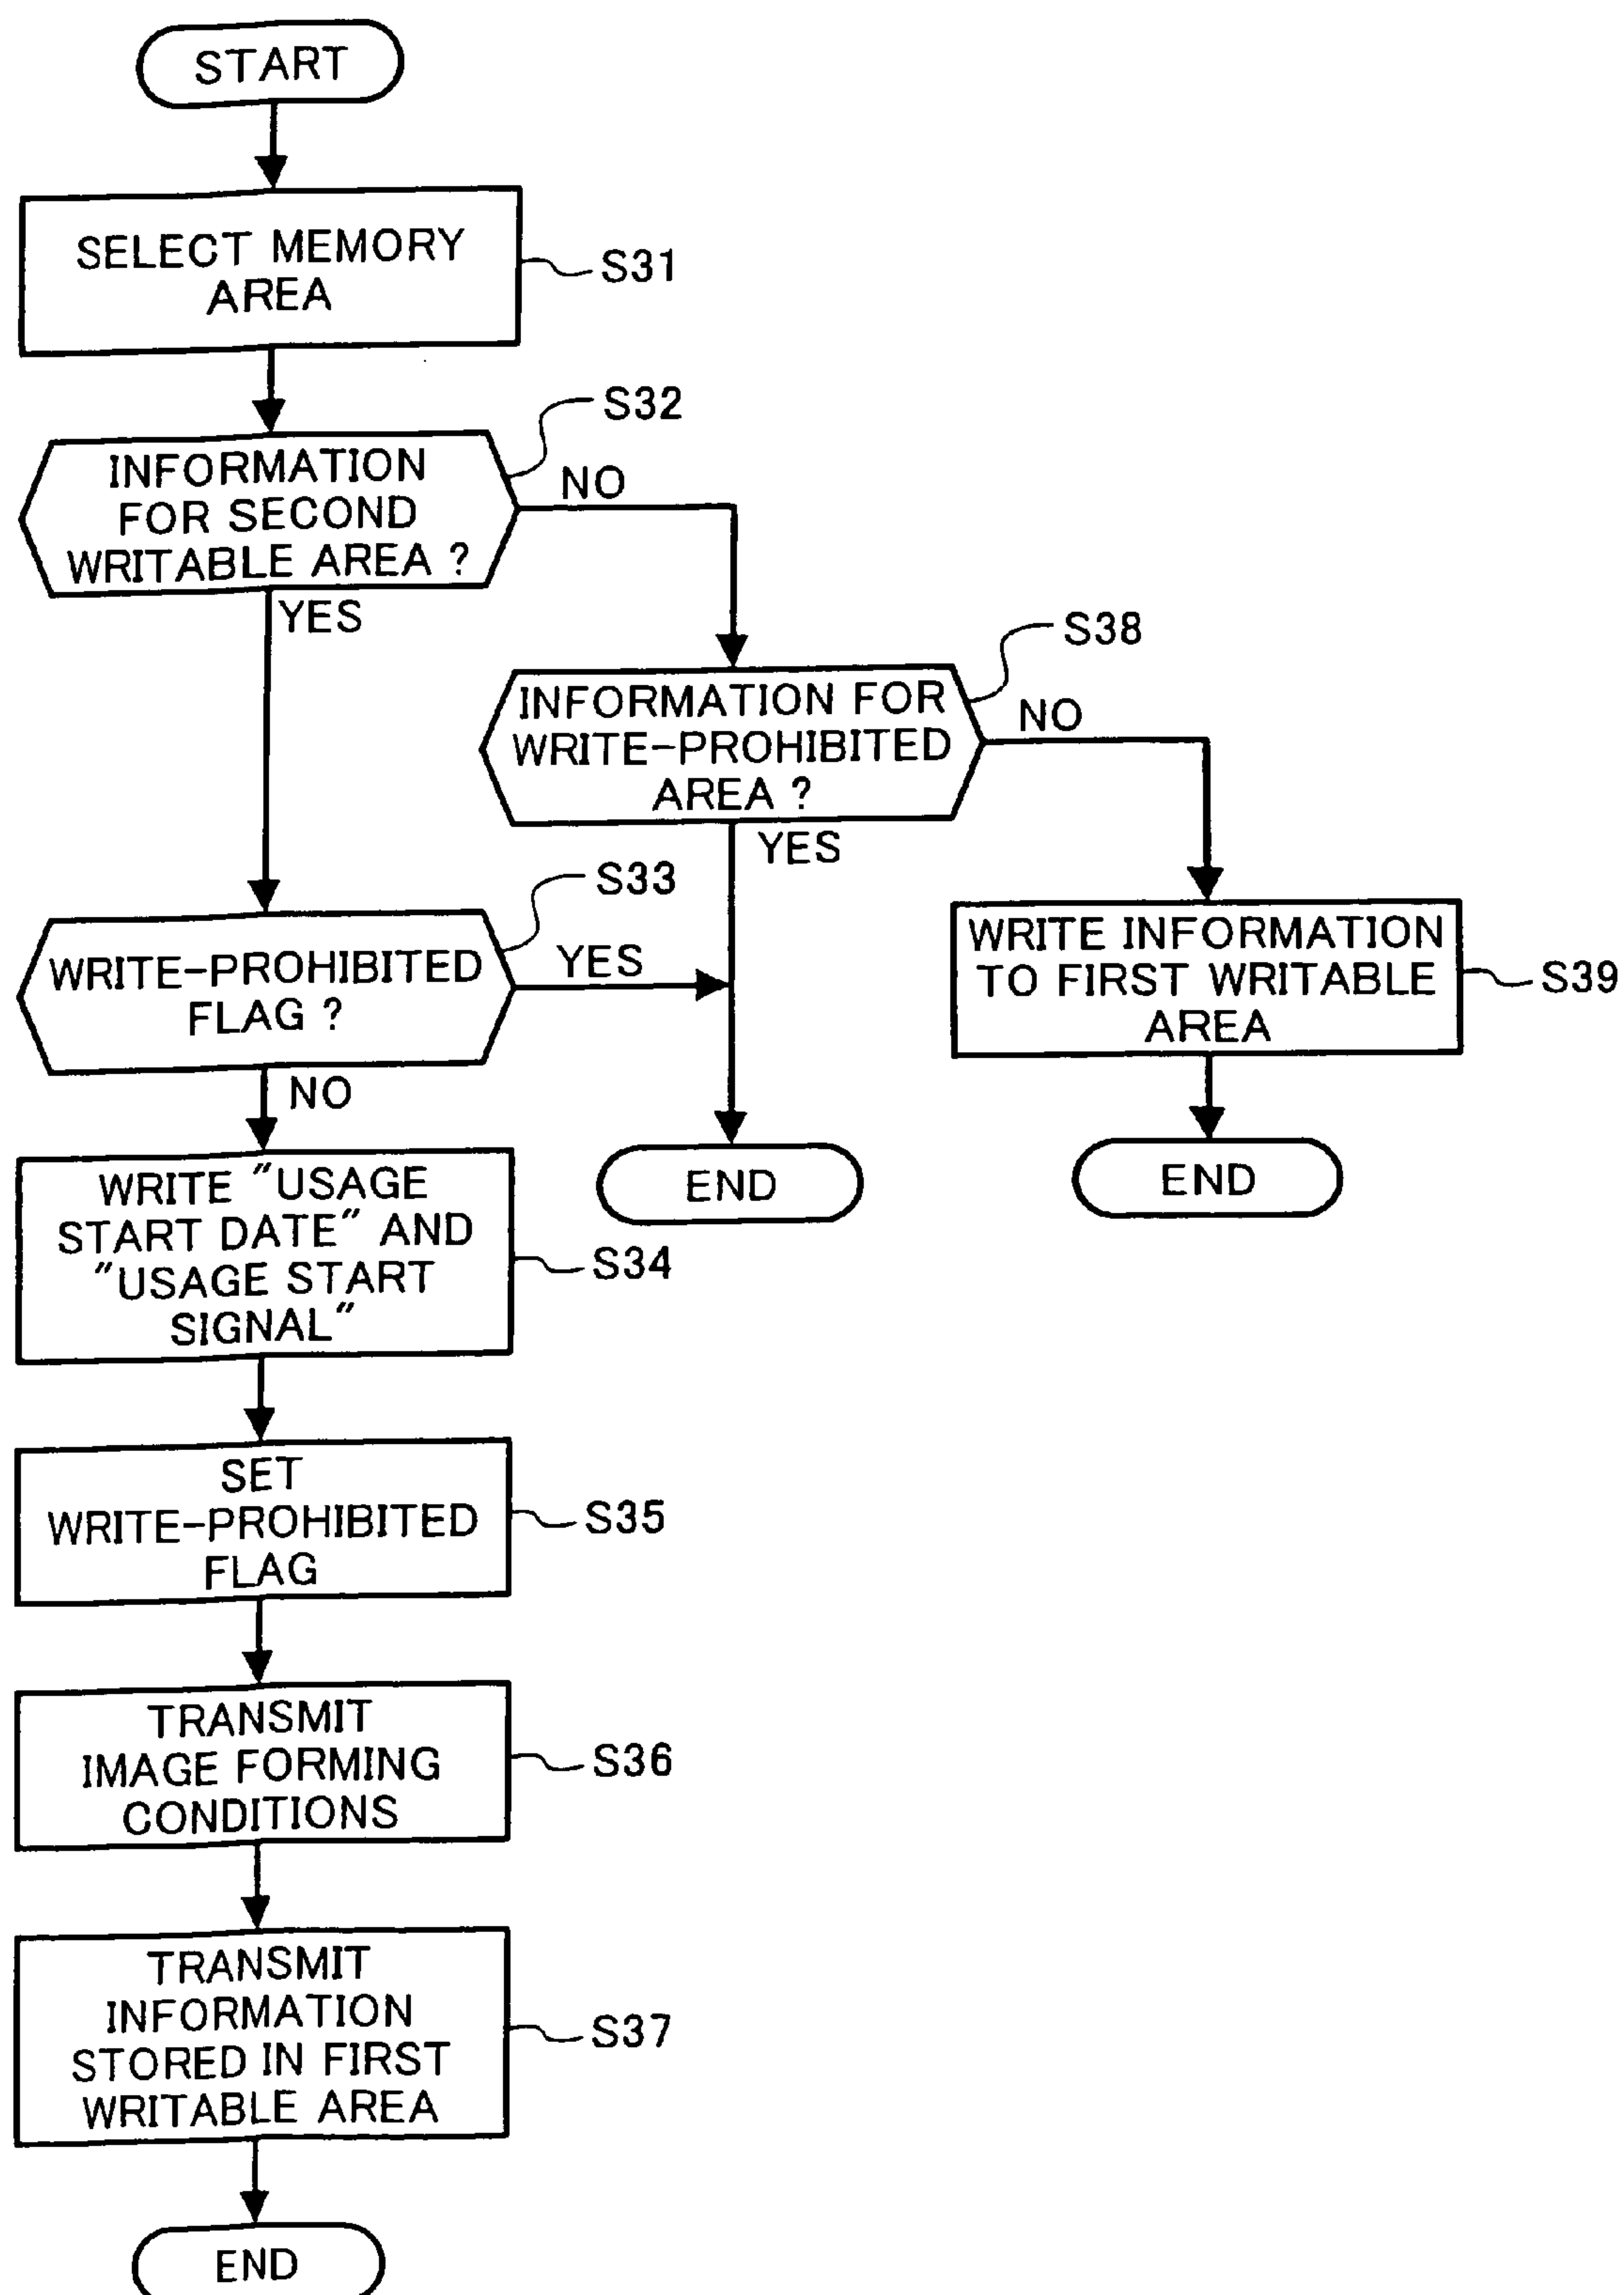 START
SELECT MEMORY
AREA
S31
S32
INFORMATION
FOR SECOND
WRITABLE AREA ?
NO
YES
S38
INFORMATION FOR
WRITE-PROHIBITED
AREA ?
NO
YES
S33
WRITE-PROHIBITED
FLAG ?
YES
NO
WRITE INFORMATION
TO FIRST WRITABLE
AREA
S39
END
END
WRITE "USAGE
START DATE" AND
"USAGE START
SIGNAL"
S34
SET
WRITE-PROHIBITED
FLAG
S35
TRANSMIT
IMAGE FORMING
CONDITIONS
S36
TRANSMIT
INFORMATION
STORED IN FIRST
WRITABLE AREA
S37
END